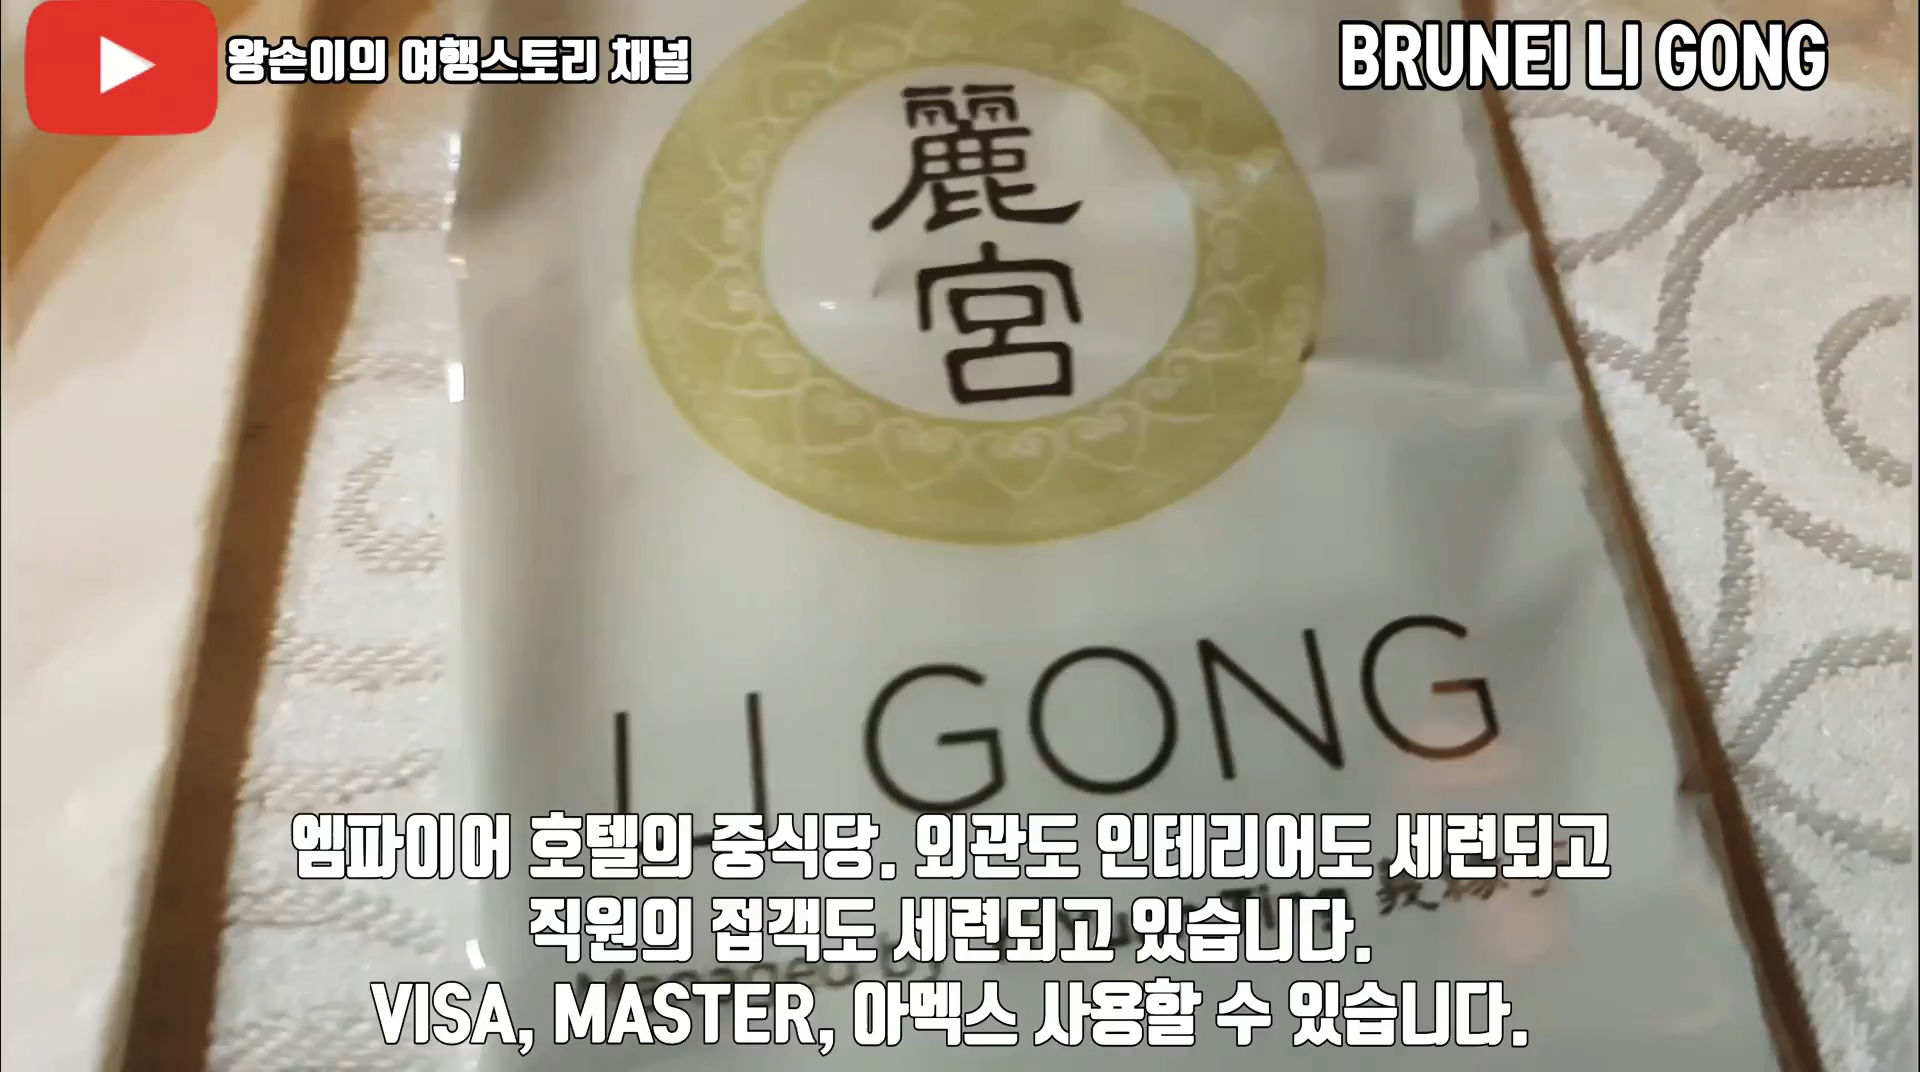 왕손이의 여행스토리 채널
BRUNEI LI GONG
麗
宮
LI GONG
엠파이어 호텔의 중식당. 외관도 인테리어도 세련되고
직원의 접객도 세련되고 있습니다.
Managed by
VISA, MASTER, 아멕스 사용할 수 있습니다.